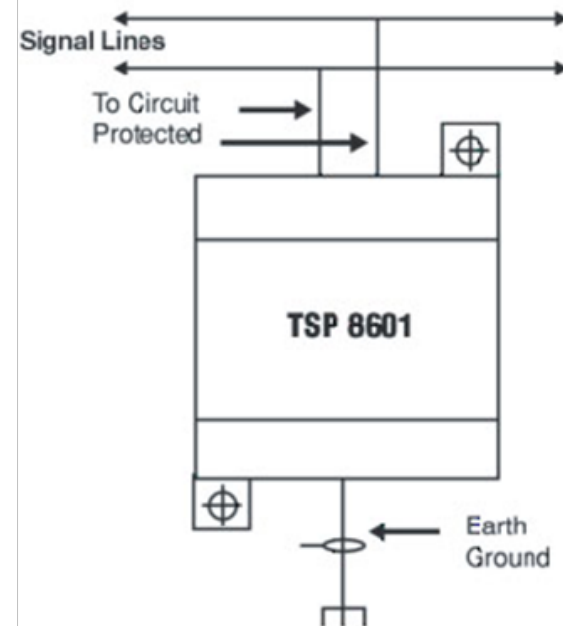 Signal Lines
To Circuit
Protected
TSP 8601
Earth
Ground